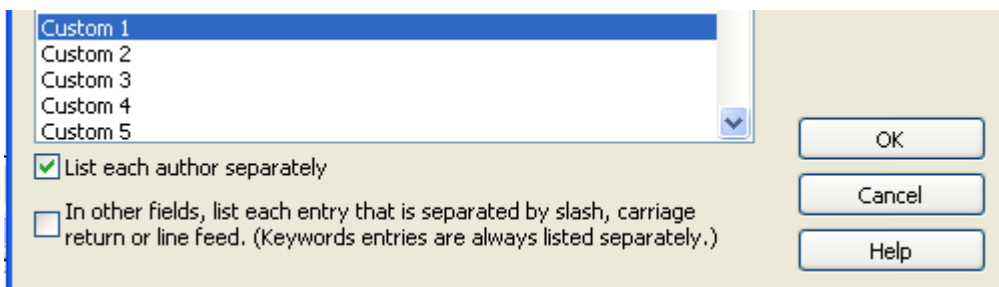 Custom 1
Custom 2
Custom 3
Custom 4
Custom 5
OK
List each author separately
Cancel
In other fields, list each entry that is separated by slash, carriage
return or line feed. (Keywords entries are always listed separately.)
Help